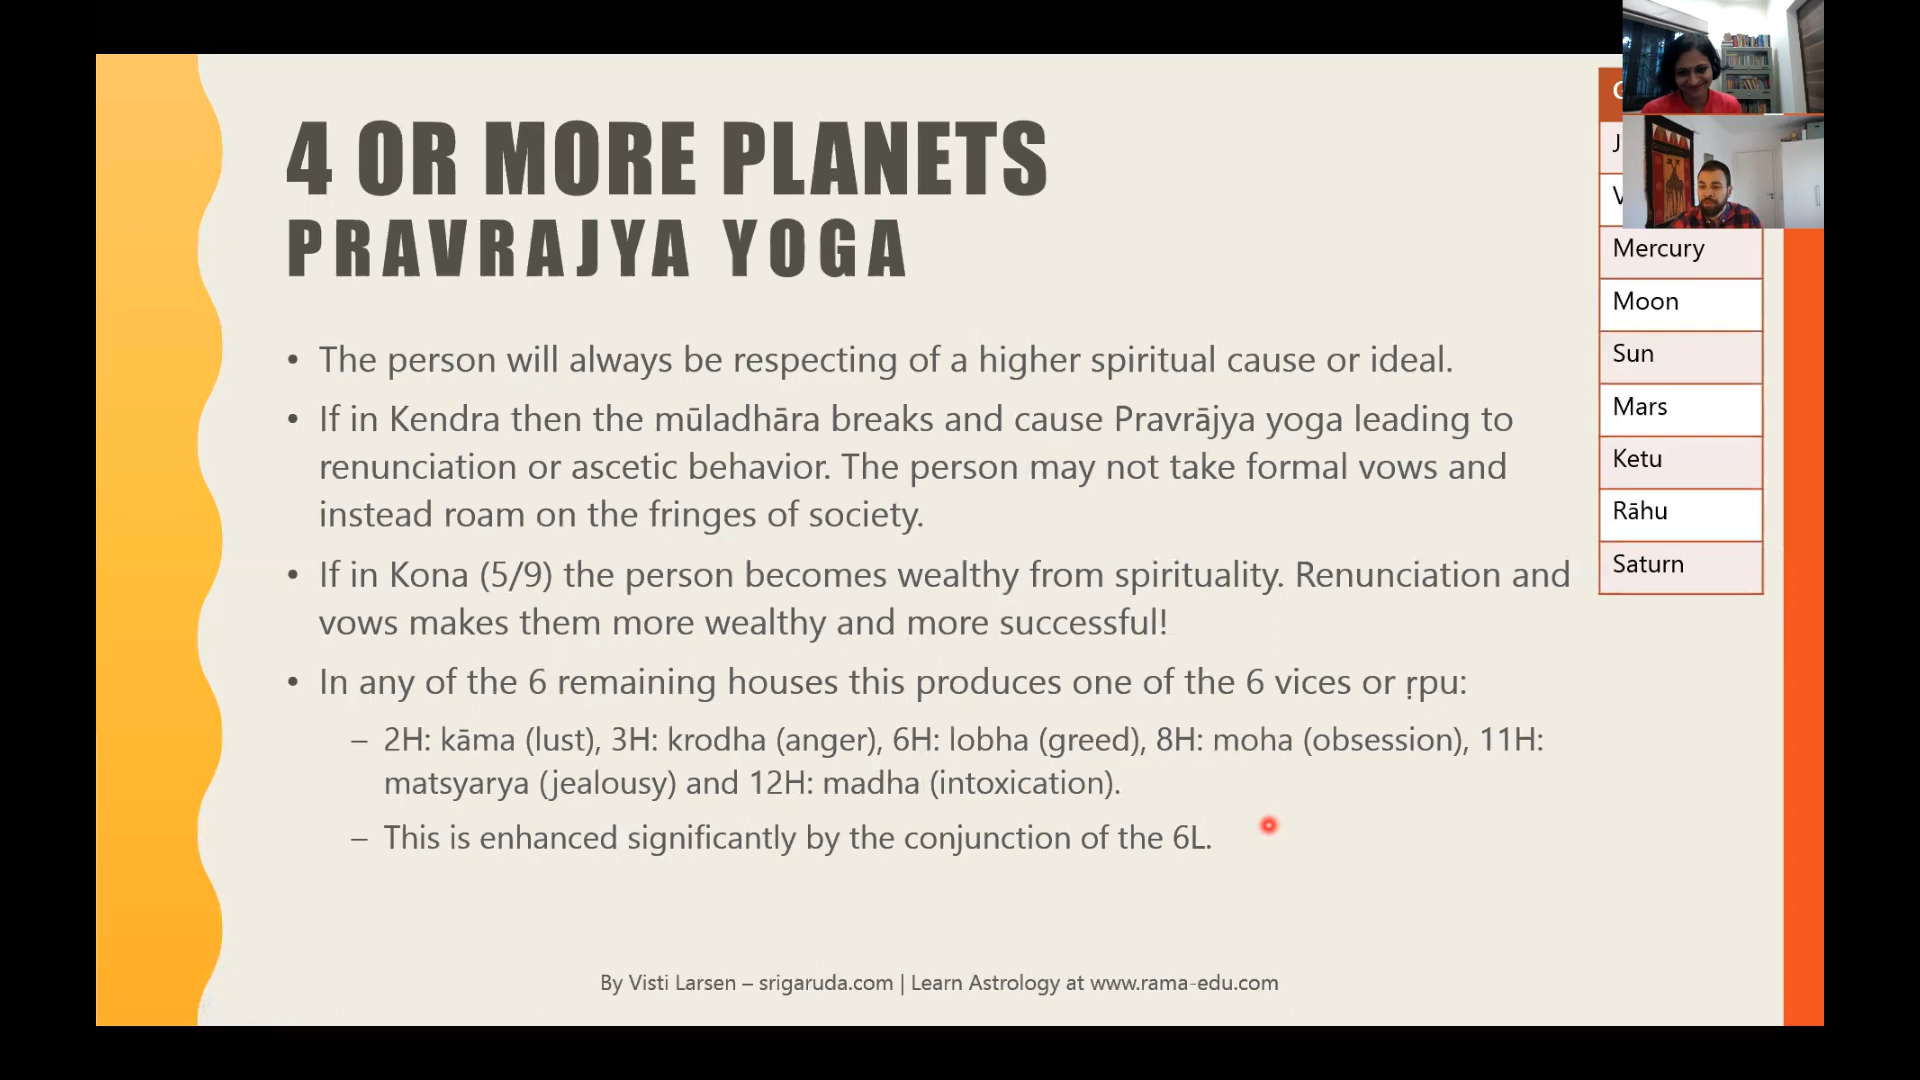 4 OR MORE PLANETS
PRAVRAJYA YOGA
• The person will always be respecting of a higher spiritual cause or ideal.
• If in Kendra then the mūladhāra breaks and cause Pravrājya yoga leading to
renunciation or ascetic behavior. The person may not take formal vows and
instead roam on the fringes of society.
• If in Kona (5/9) the person becomes wealthy from spirituality. Renunciation and
vows makes them more wealthy and more successful!
• In any of the 6 remaining houses this produces one of the 6 vices or ṛpu:
– 2H: kāma (lust), 3H: krodha (anger), 6H: lobha (greed), 8H: moha (obsession), 11H:
matsyarya (jealousy) and 12H: madha (intoxication).
– This is enhanced significantly by the conjunction of the 6L.
Mercury
Moon
Sun
Mars
Ketu
Rāhu
Saturn
By Visti Larsen – srigaruda.com | Learn Astrology at www.rama-edu.com